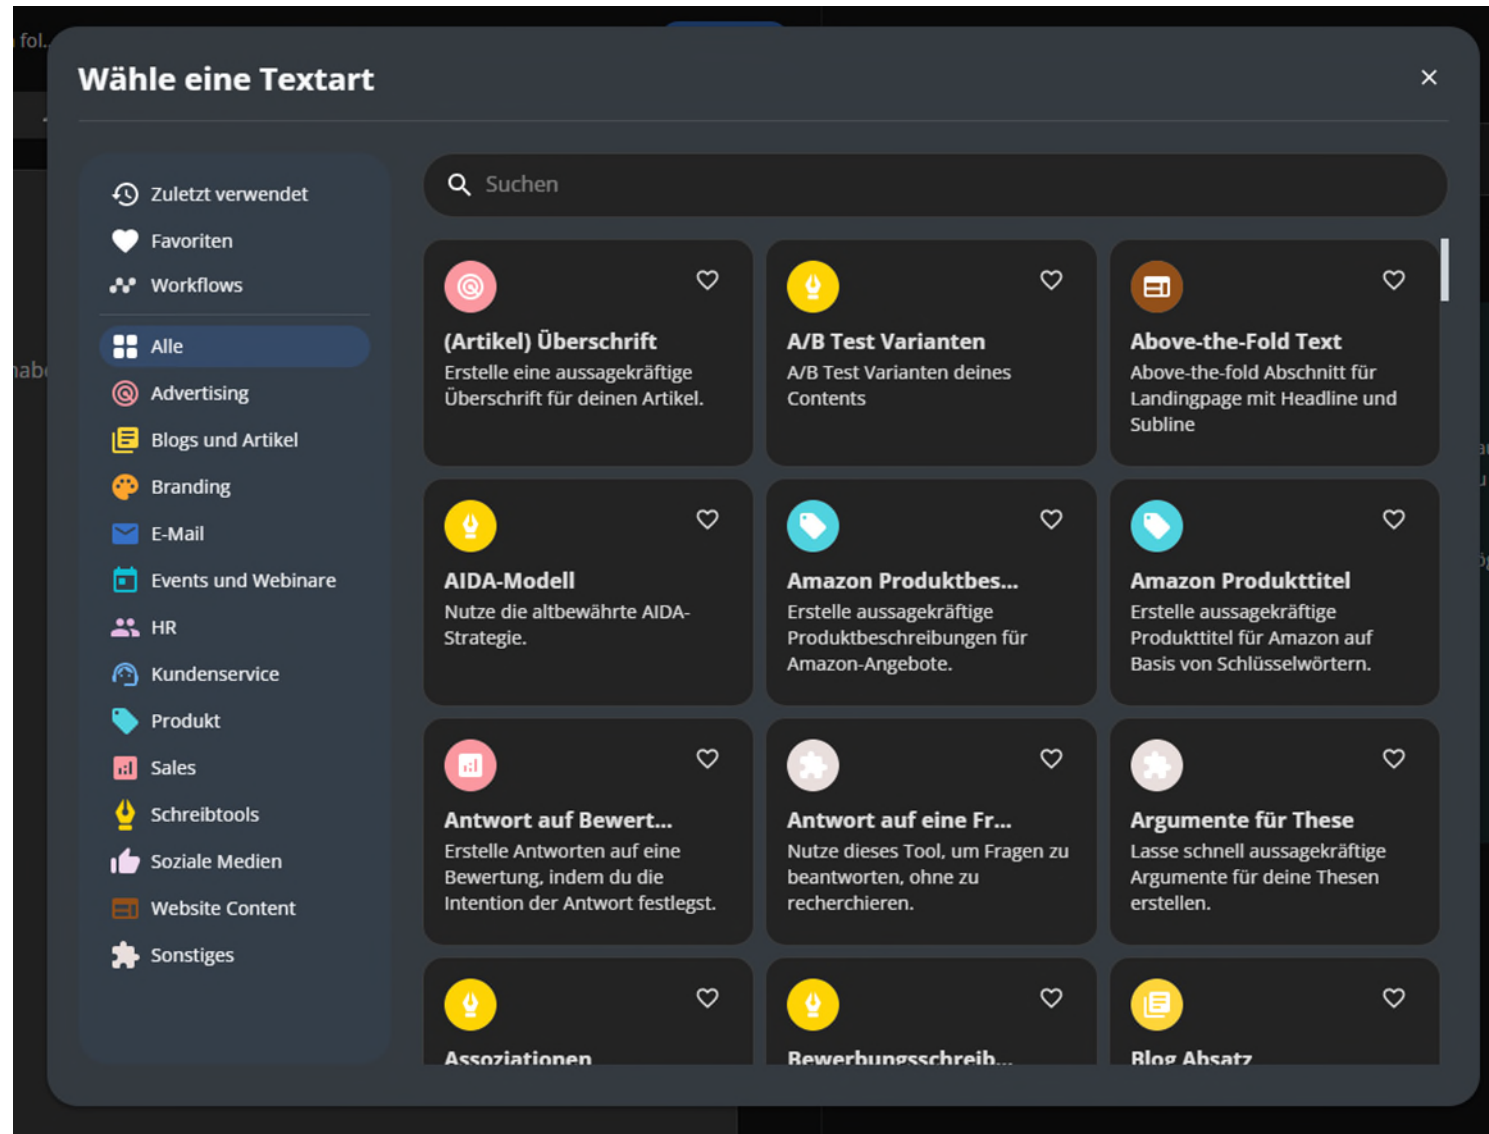 fol...
Wähle eine Textart
Zuletzt verwendet
Favoriten
Workflows
Alle
Advertising
Blogs und Artikel
Branding
E-Mail
Events und Webinare
HR
Kundenservice
Produkt
Sales
Schreibtools
Soziale Medien
Website Content
Sonstiges
Suchen
(Artikel) Überschrift
Erstelle eine aussagekräftige
Überschrift für deinen Artikel.
A/B Test Varianten
A/B Test Varianten deines
Contents
Above-the-Fold Text
Above-the-fold Abschnitt für
Landingpage mit Headline und
Subline
AIDA-Modell
Nutze die altbewährte AIDA-
Strategie.
Amazon Produktbes...
Erstelle aussagekräftige
Produktbeschreibungen für
Amazon-Angebote.
Amazon Produkttitel
Erstelle aussagekräftige
Produkttitel für Amazon auf
Basis von Schlüsselwörtern.
Antwort auf Bewert...
Erstelle Antworten auf eine
Bewertung, indem du die
Intention der Antwort festlegst.
Antwort auf eine Fr...
Nutze dieses Tool, um Fragen zu
beantworten, ohne zu
recherchieren.
Argumente für These
Lasse schnell aussagekräftige
Argumente für deine Thesen
erstellen.
Assoziationen
Bewerbungsschreib...
Blog Absatz